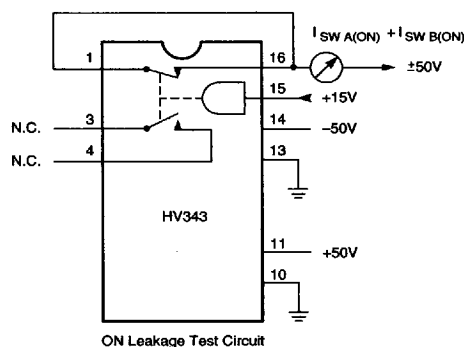 I SW A(ON) + I SW B(ON)
1
16
±50V
15
+15V
N.C.
3
14
–50V
N.C.
4
13
HV343
11
+50V
10
ON Leakage Test Circuit